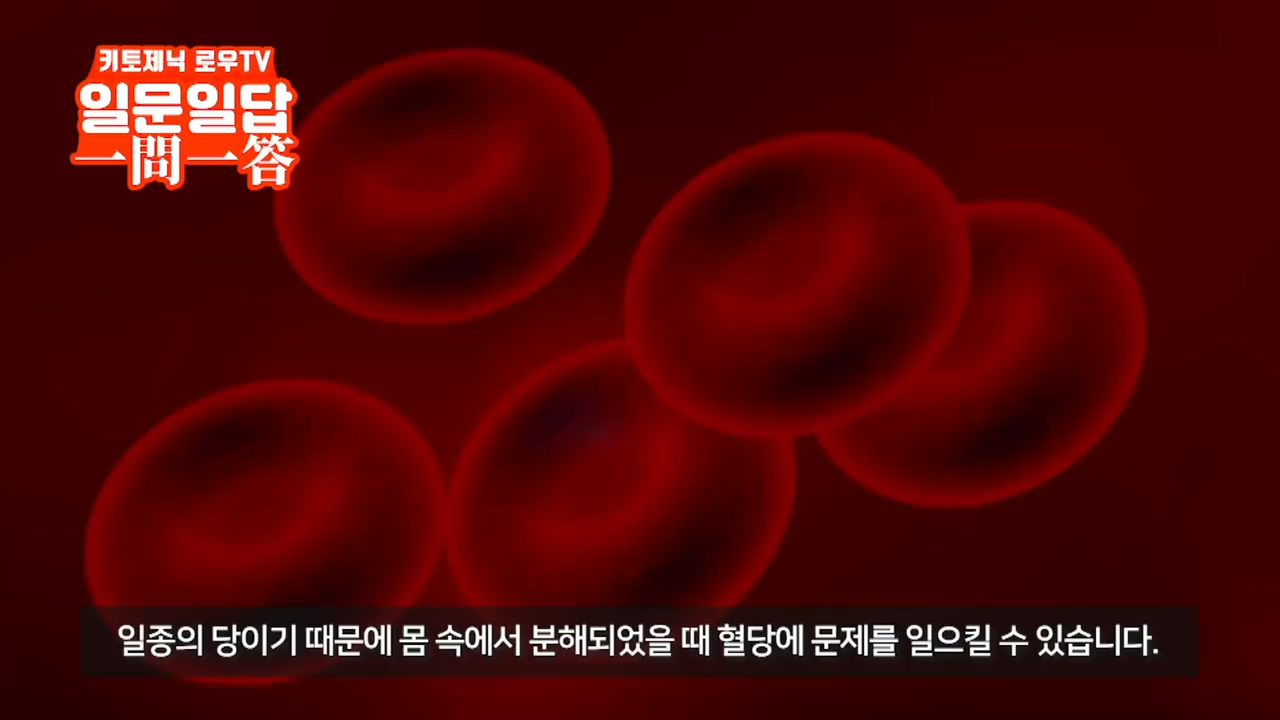 키토제닉 로우TV
일문일답
一問一答
일종의 당이기 때문에 몸 속에서 분해되었을 때 혈당에 문제를 일으킬 수 있습니다.